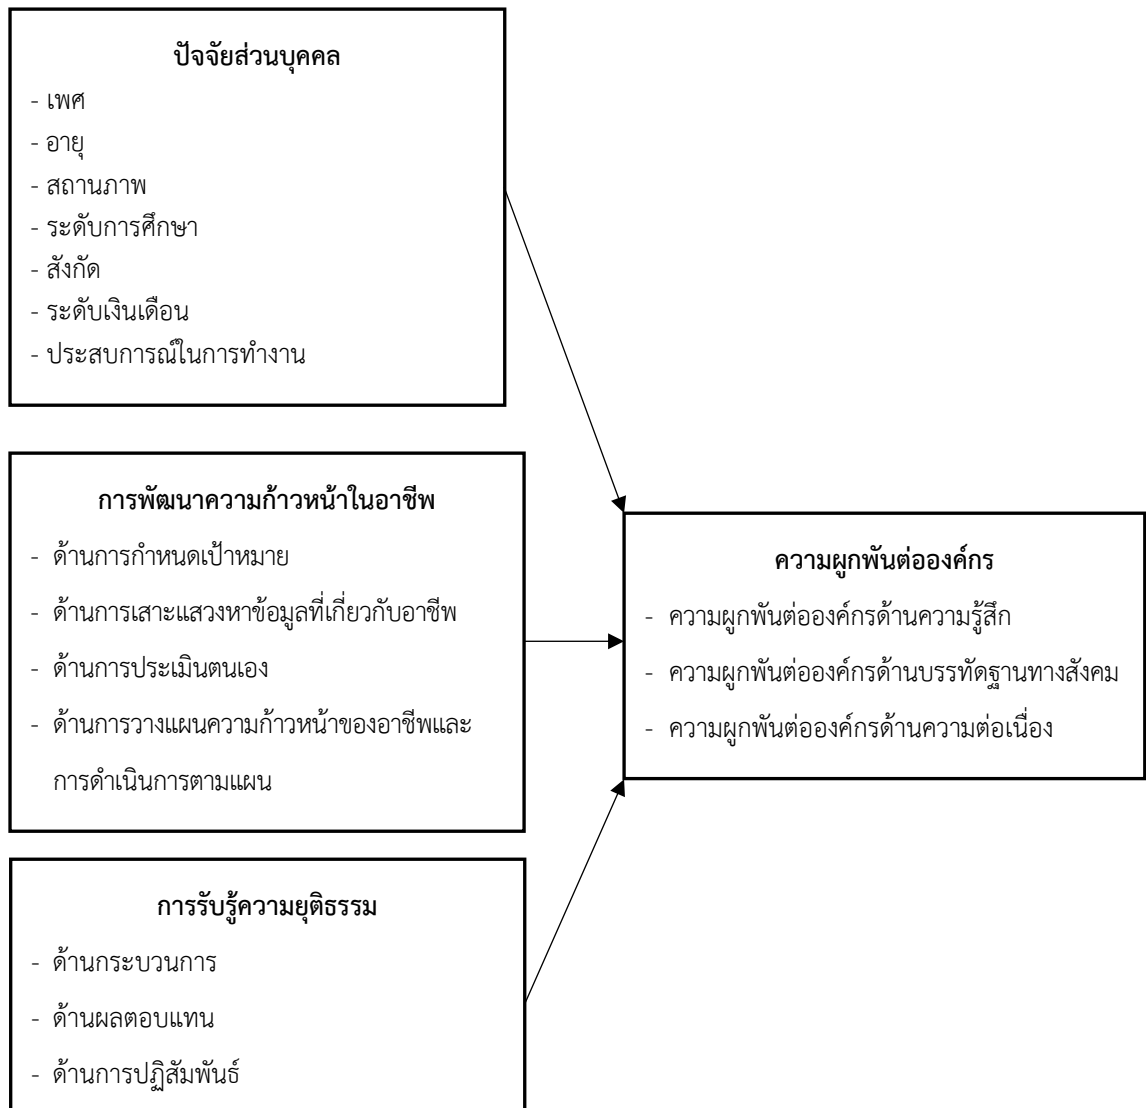 ปัจจัยส่วนบุคคล
- เพศ
- อายุ
- สถานภาพ
- ระดับการศึกษา
- สังกัด
- ระดับเงินเดือน
- ประสบการณ์ในการทำงาน
การพัฒนาความก้าวหน้าในอาชีพ
- ด้านการกำหนดเป้าหมาย
- ด้านการเสาะแสวงหาข้อมูลที่เกี่ยวกับอาชีพ
- ด้านการประเมินตนเอง
- ด้านการวางแผนความก้าวหน้าของอาชีพและ
การดำเนินการตามแผน
การรับรู้ความยุติธรรม
- ด้านกระบวนการ
- ด้านผลตอบแทน
- ด้านการปฏิสัมพันธ์
ความผูกพันต่อองค์กร
- ความผูกพันต่อองค์กรด้านความรู้สึก
- ความผูกพันต่อองค์กรด้านบรรทัดฐานทางสังคม
- ความผูกพันต่อองค์กรด้านความต่อเนื่อง